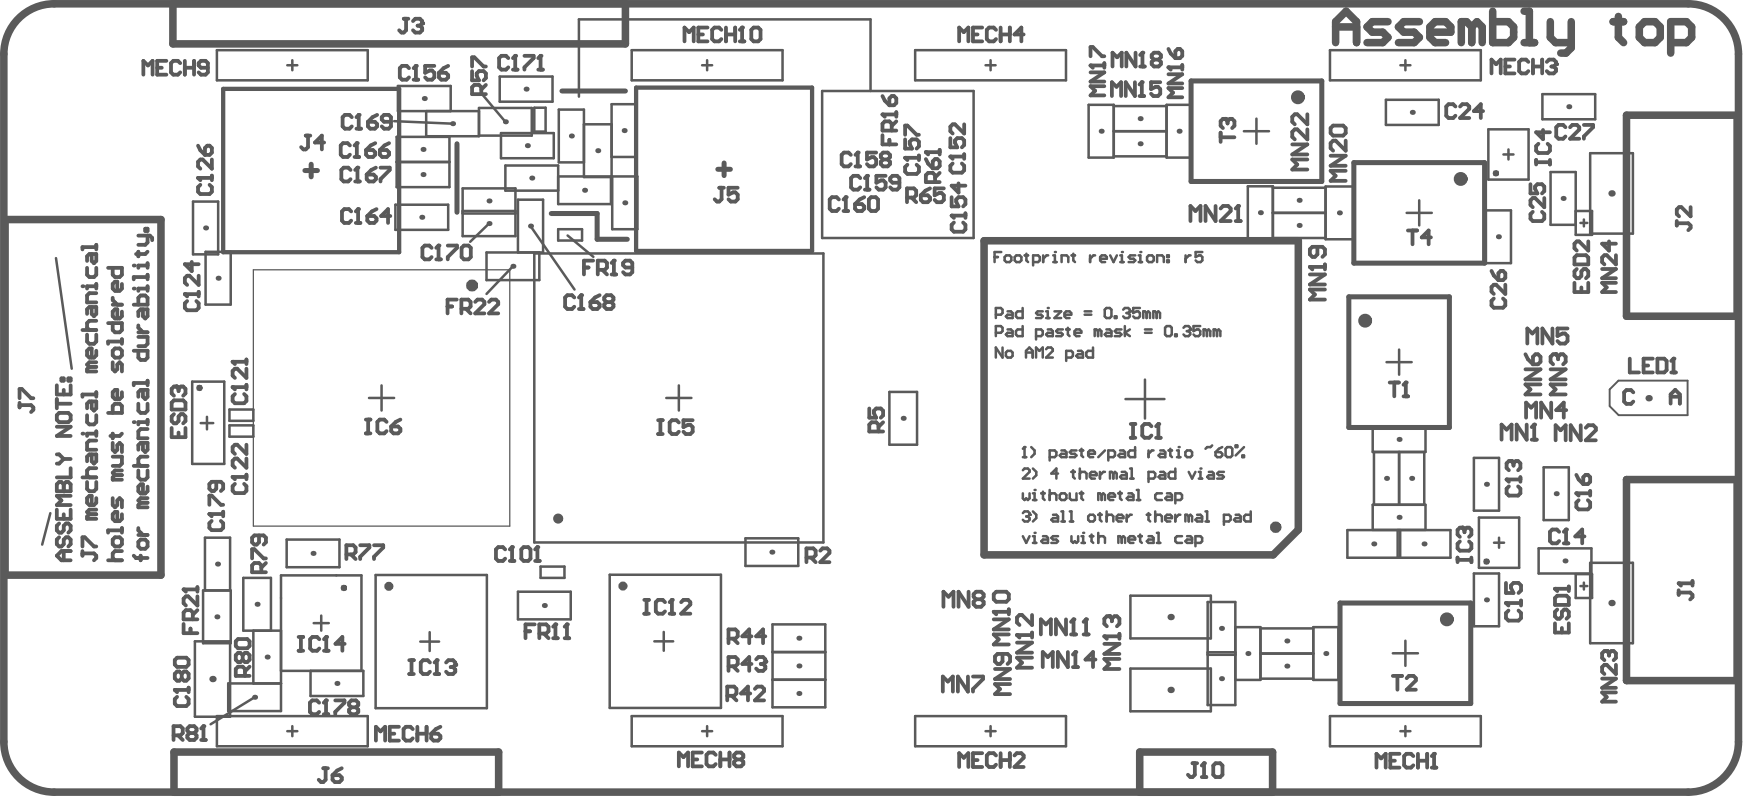 Assembly top
J3
MECH10
MECH4
MECH9
MECH3
C156
R57
C171
MN17
MN18
MN16
MN15
C169
C166
C167
C164
J4
C126
C124
C170
FR22
C168
FR19
J5
FR16
C158
C157
C152
C159
R61
R65
C160
C154
T3
MN22
MN20
MN21
MN19
T4
C24
C27
IC4
C25
C26
ESD2
MN24
J2
J7
ASSEMBLY NOTE:
J7 mechanical mechanical
holes must be soldered
for mechanical durability.
ESD3
C121
C122
C179
IC6
IC5
R5
Footprint revision: r5
Pad size = 0.35mm
Pad paste mask = 0.35mm
No AM2 pad
IC1
1) paste/pad ratio ~60%
2) 4 thermal pad vias
without metal cap
3) all other thermal pad
vias with metal cap
T1
MN5
MN6
MN3
MN4
MN1
MN2
LED1
C
A
C13
C16
IC3
C14
C15
ESD1
MN23
J1
R79
R77
C101
R2
FR21
IC14
R80
C180
C178
R81
IC13
FR11
IC12
R44
R43
R42
MN8
MN10
MN12
MN11
MN13
MN9
MN14
MN7
T2
MECH6
MECH8
MECH2
MECH1
J6
J10